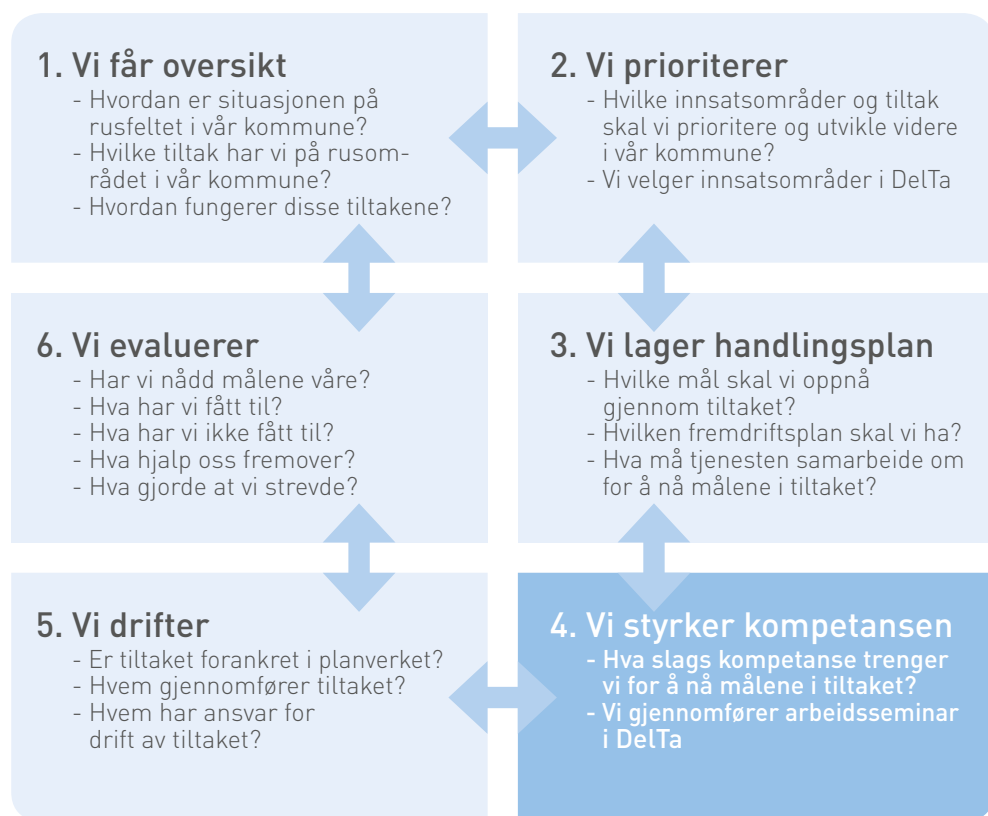 1. Vi får oversikt
- Hvordan er situasjonen på
rusfeltet i vår kommune?
- Hvilke tiltak har vi på rusom-
rådet i vår kommune?
- Hvordan fungerer disse tiltakene?
2. Vi prioriterer
- Hvilke innsatsområder og tiltak
skal vi prioritere og utvikle videre
i vår kommune?
- Vi velger innsatsområder i DelTa
3. Vi lager handlingsplan
- Hvilke mål skal vi oppnå
gjennom tiltaket?
- Hvilken fremdriftsplan skal vi ha?
- Hva må tjenesten samarbeide om
for å nå målene i tiltaket?
4. Vi styrker kompetansen
- Hva slags kompetanse trenger
vi for å nå målene i tiltaket?
- Vi gjennomfører arbeidsseminar
i DelTa
5. Vi drifter
- Er tiltaket forankret i planverket?
- Hvem gjennomfører tiltaket?
- Hvem har ansvar for
drift av tiltaket?
6. Vi evaluerer
- Har vi nådd målene våre?
- Hva har vi fått til?
- Hva har vi ikke fått til?
- Hva hjalp oss fremover?
- Hva gjorde at vi strevde?